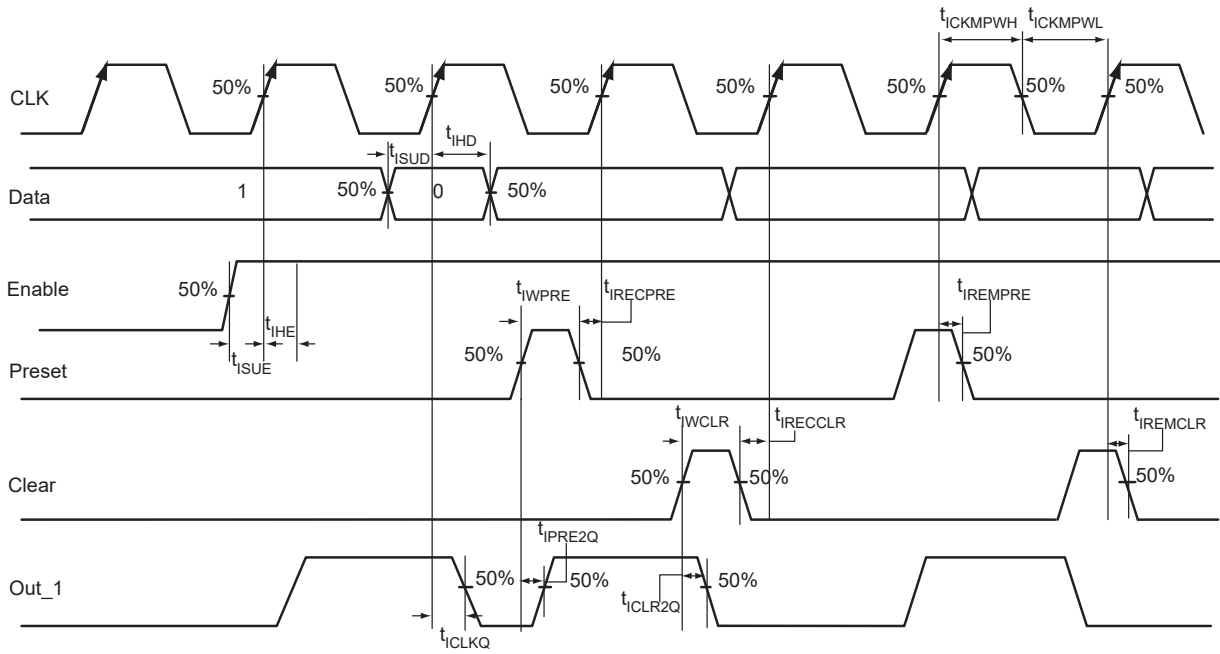 tICKMPWH tICKMPWL
CLK 50% 50% 50% 50% 50% 50% 50%
tISUD tIHD
Data 1 50% 0 50%
Enable 50% tIWPRE tIRECPRE tIREMPRE
tIHE
tISUE
Preset 50% 50% 50%
tIWCLR tIRECCLR tIREMCLR
Clear 50% 50% 50%
tIPRE2Q
Out_1 50% 50% 50%
tICLR2Q
tICLKQ